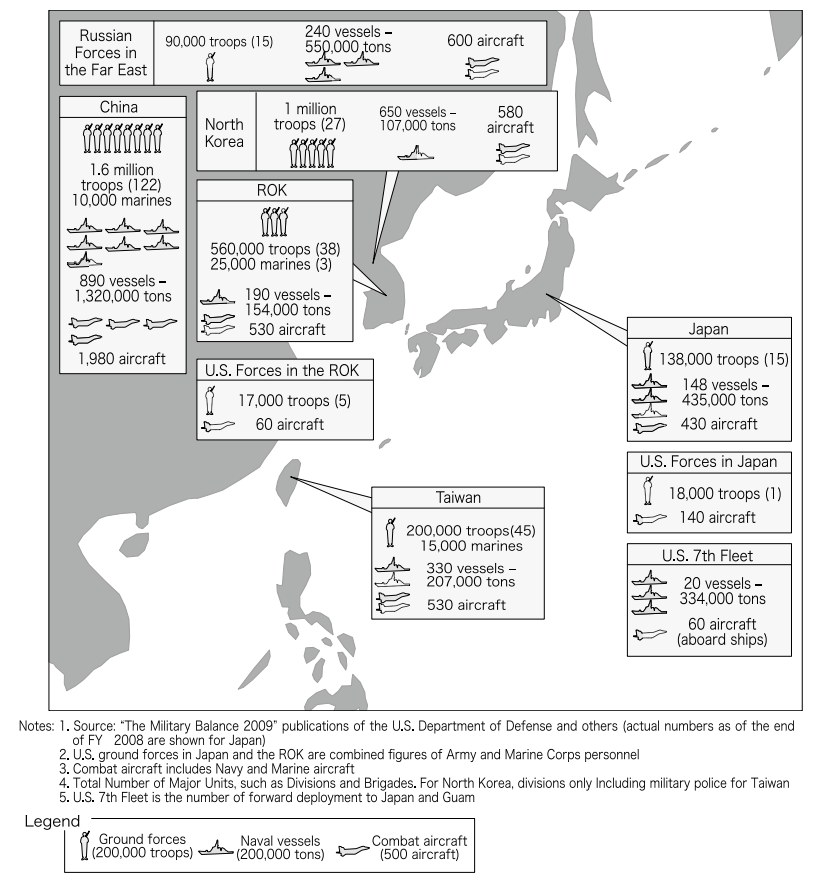 Russian
Forces in
the Far East
90,000 troops (15)
240 vessels –
550,000 tons
600 aircraft
China
1.6 million
troops (122)
10,000 marines
890 vessels –
1,320,000 tons
1,980 aircraft
North
Korea
1 million
troops (27)
650 vessels –
107,000 tons
580
aircraft
ROK
560,000 troops (38)
25,000 marines (3)
190 vessels –
154,000 tons
530 aircraft
U.S. Forces in the ROK
17,000 troops (5)
60 aircraft
Japan
138,000 troops (15)
148 vessels –
435,000 tons
430 aircraft
U.S. Forces in Japan
18,000 troops (1)
140 aircraft
Taiwan
200,000 troops(45)
15,000 marines
330 vessels –
207,000 tons
530 aircraft
U.S. 7th Fleet
20 vessels –
334,000 tons
60 aircraft
(aboard ships)
Notes: 1. Source: “The Military Balance 2009” publications of the U.S. Department of Defense and others (actual numbers as of the end
of FY 2008 are shown for Japan)
2. U.S. ground forces in Japan and the ROK are combined figures of Army and Marine Corps personnel
3. Combat aircraft includes Navy and Marine aircraft
4. Total Number of Major Units, such as Divisions and Brigades. For North Korea, divisions only Including military police for Taiwan
5. U.S. 7th Fleet is the number of forward deployment to Japan and Guam
Legend
Ground forces
(200,000 troops)
Naval vessels
(200,000 tons)
Combat aircraft
(500 aircraft)